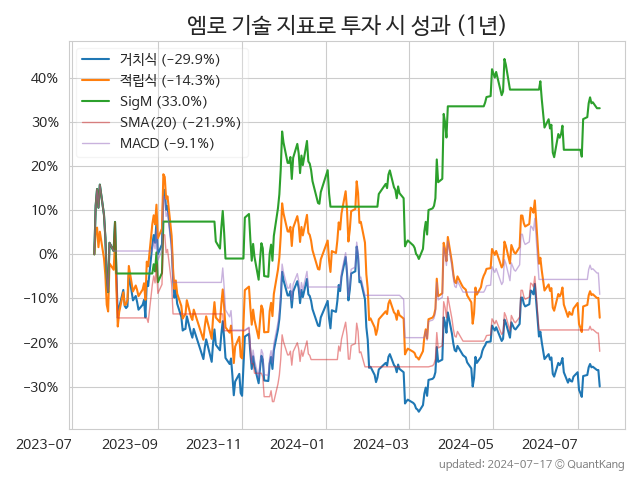 엠로 기술 지표로 투자 시 성과 (1년)
거치식 (−29.9%)
적립식 (−14.3%)
SigM (33.0%)
SMA(20) (−21.9%)
MACD (−9.1%)
40%
30%
20%
10%
0%
−10%
−20%
−30%
2023-07 2023-09 2023-11 2024-01 2024-03 2024-05 2024-07
updated: 2024-07-17 ⓒ QuantKang